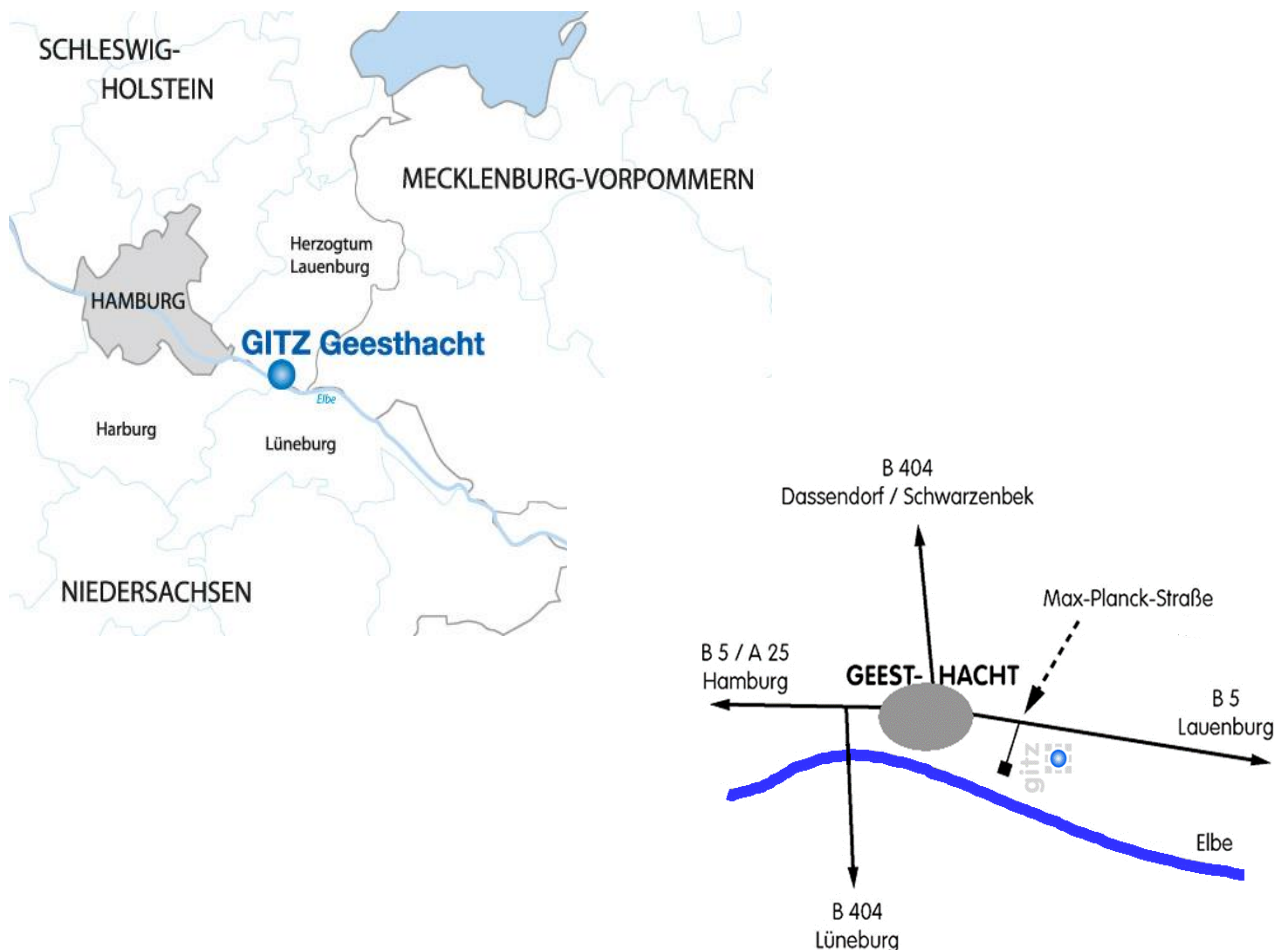 SCHLESWIG-
HOLSTEIN
MECKLENBURG-VORPOMMERN
Herzogtum
Lauenburg
HAMBURG
GITZ Geesthacht
Elbe
Harburg
Lüneburg
NIEDERSACHSEN
B 404
Dassendorf / Schwarzenbek
Max-Planck-Straße
B 5 / A 25
Hamburg
GEEST- HACHT
B 5
Lauenburg
gitz
Elbe
B 404
Lüneburg